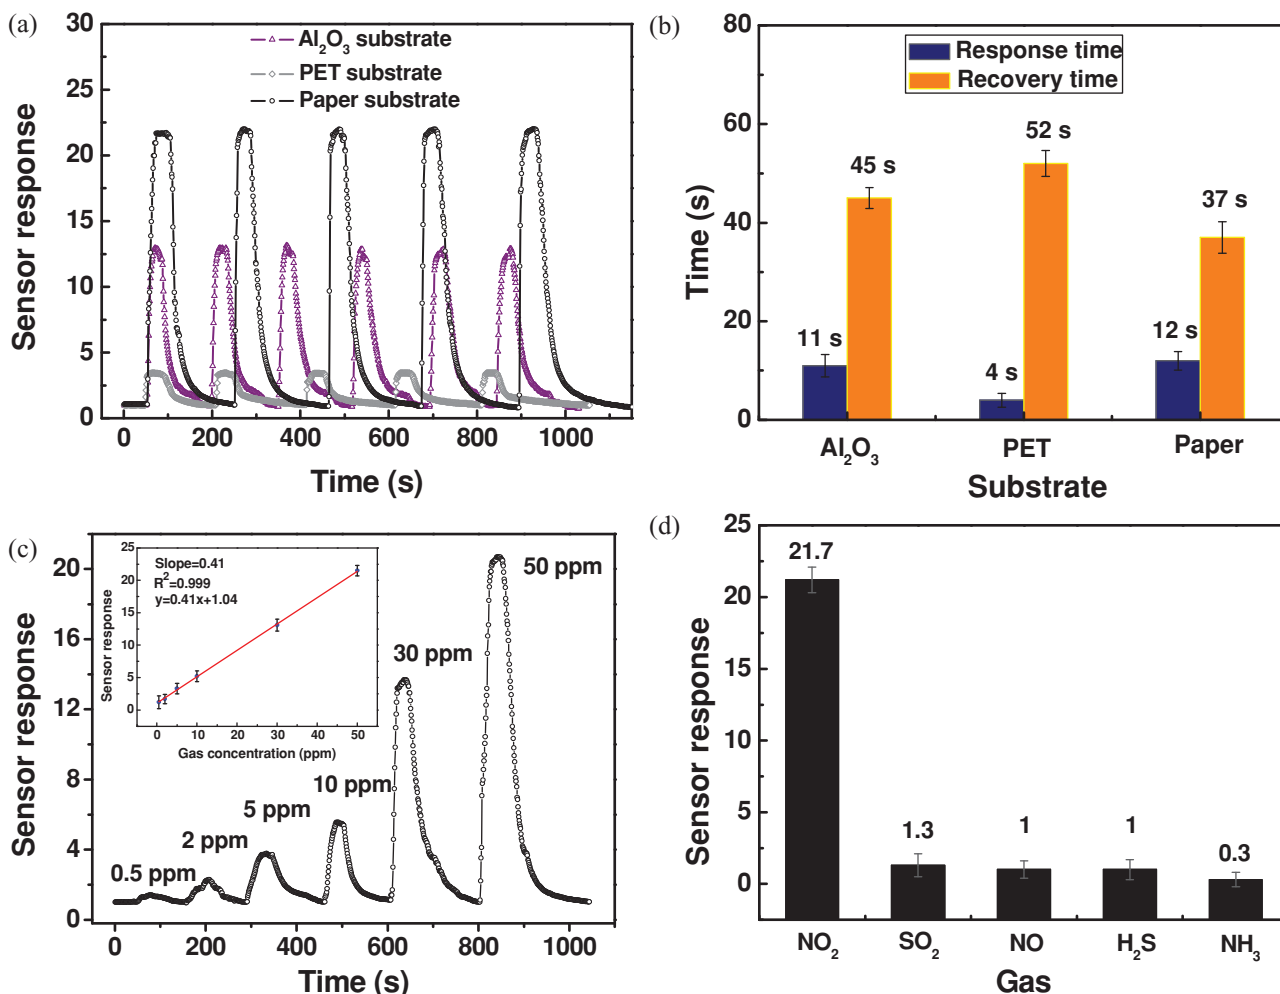 (a)
30
25
20
15
10
5
0
Sensor response
Al₂O₃ substrate
PET substrate
Paper substrate
0 200 400 600 800 1000
Time (s)
(b)
80
60
40
20
0
Time (s)
Response time
Recovery time
11 s
45 s
4 s
52 s
12 s
37 s
Al₂O₃ PET Paper
Substrate
(c)
20
16
12
8
4
0
Sensor response
25
20
15
10
5
0
Sensor response
Slope=0.41
R²=0.999
y=0.41x+1.04
0 10 20 30 40 50
Gas concentration (ppm)
0.5 ppm
2 ppm
5 ppm
10 ppm
30 ppm
50 ppm
0 200 400 600 800 1000
Time (s)
(d)
25
20
15
10
5
0
Sensor response
21.7
1.3
1
1
0.3
NO₂ SO₂ NO H₂S NH₃
Gas